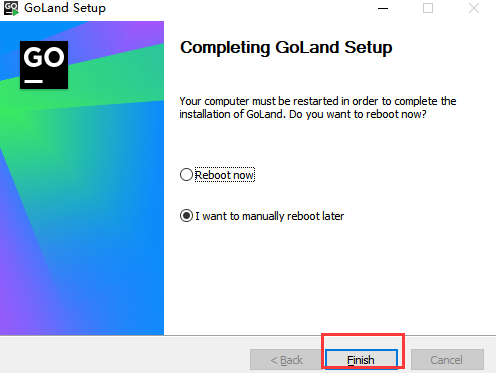 GO GoLand Setup
GO
Completing GoLand Setup
Your computer must be restarted in order to complete the
installation of GoLand. Do you want to reboot now?
Reboot now
I want to manually reboot later
< Back Finish Cancel